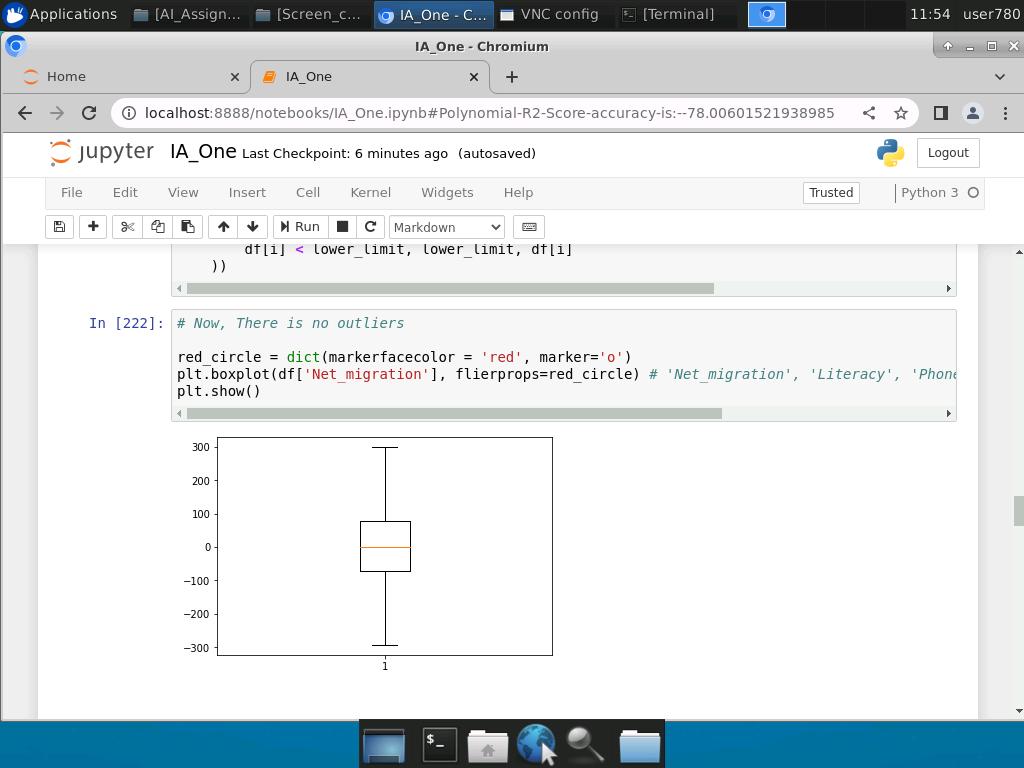 Applications
[AI_Assign...
[Screen_c...
IA_One - C...
VNC config
[Terminal]
11:54
user780
IA_One - Chromium
Home
IA_One
localhost:8888/notebooks/IA_One.ipynb#Polynomial-R2-Score-accuracy-is:--78.00601521938985
jupyter
IA_One Last Checkpoint: 6 minutes ago (autosaved)
Logout
File Edit View Insert Cell Kernel Widgets Help
Trusted
Python 3
Run
Markdown
df[i] < lower_limit, lower_limit, df[i]
))
In [222]:
# Now, There is no outliers
red_circle = dict(markerfacecolor = 'red', marker='o')
plt.boxplot(df['Net_migration'], flierprops=red_circle) # 'Net_migration', 'Literacy', 'Phone
plt.show()
300
200
100
0
−100
−200
−300
1
$_